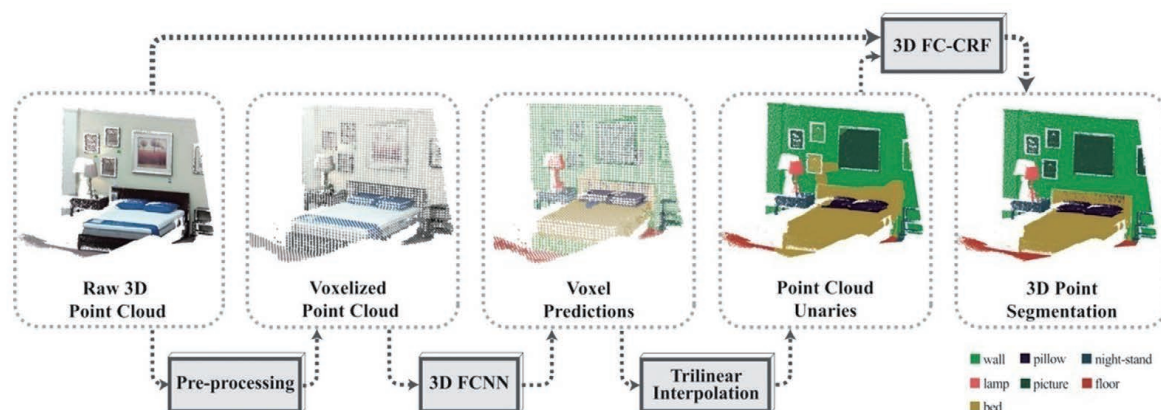 3D FC-CRF
Raw 3D
Point Cloud
Voxelized
Point Cloud
Voxel
Predictions
Point Cloud
Unaries
3D Point
Segmentation
Pre-processing
3D FCNN
Trilinear
Interpolation
wall
pillow
night-stand
lamp
picture
floor
bed